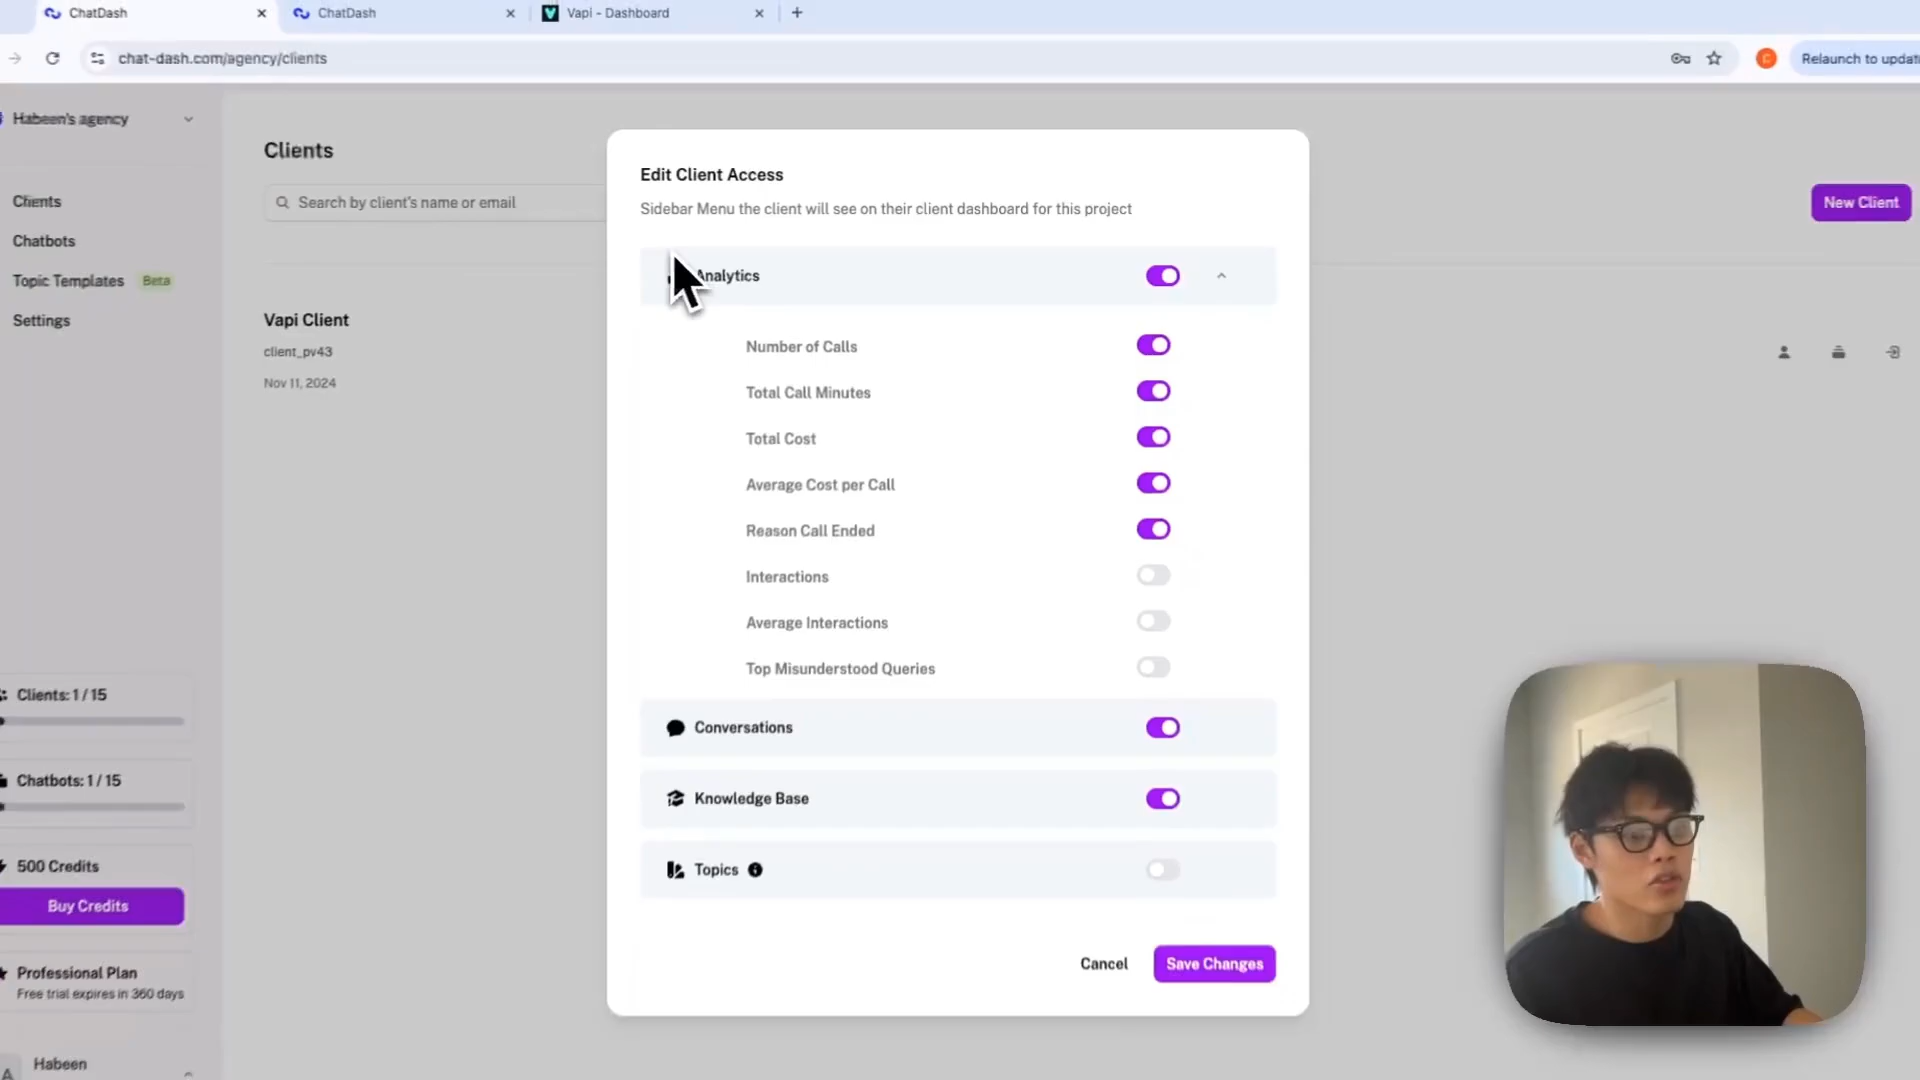 ChatDash
ChatDash
Vapi - Dashboard
chat-dash.com/agency/clients
Relaunch to updat
Habeen's agency
Clients
Chatbots
Topic Templates Beta
Settings
Clients: 1 / 15
Chatbots: 1 / 15
500 Credits
Buy Credits
Professional Plan
Free trial expires in 360 days
A
Habeen
Clients
Search by client's name or email
New Client
Vapi Client
client_pv43
Nov 11, 2024
Edit Client Access
Sidebar Menu the client will see on their client dashboard for this project
Analytics
Number of Calls
Total Call Minutes
Total Cost
Average Cost per Call
Reason Call Ended
Interactions
Average Interactions
Top Misunderstood Queries
Conversations
Knowledge Base
Topics
Cancel
Save Changes
C